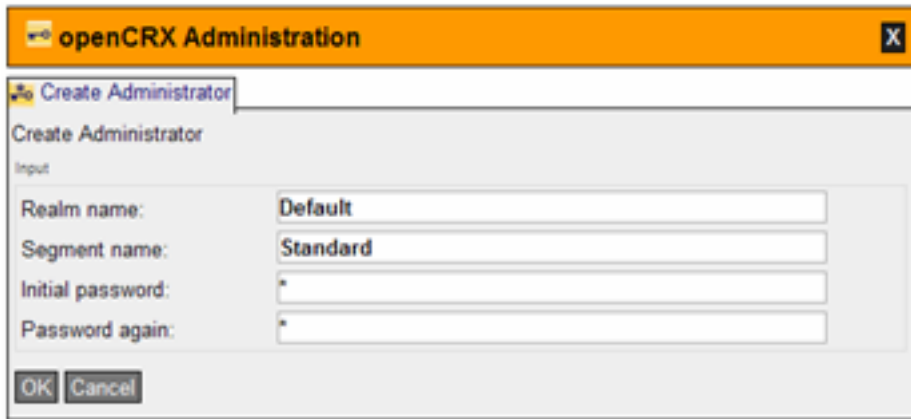 openCRX Administration X
Create Administrator
Create Administrator
Input
Realm name: Default
Segment name: Standard
Initial password: *
Password again: *
OK Cancel